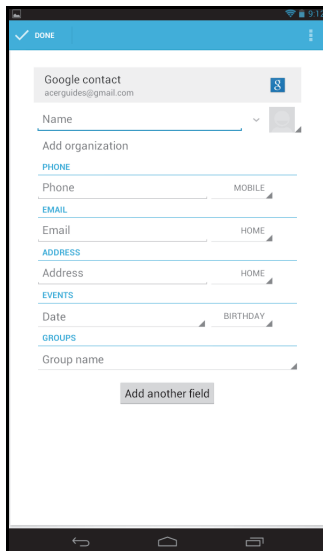 9:12
DONE
Google contact
acerguides@gmail.com
8
Name
Add organization
PHONE
Phone MOBILE
EMAIL
Email HOME
ADDRESS
Address HOME
EVENTS
Date BIRTHDAY
GROUPS
Group name
Add another field